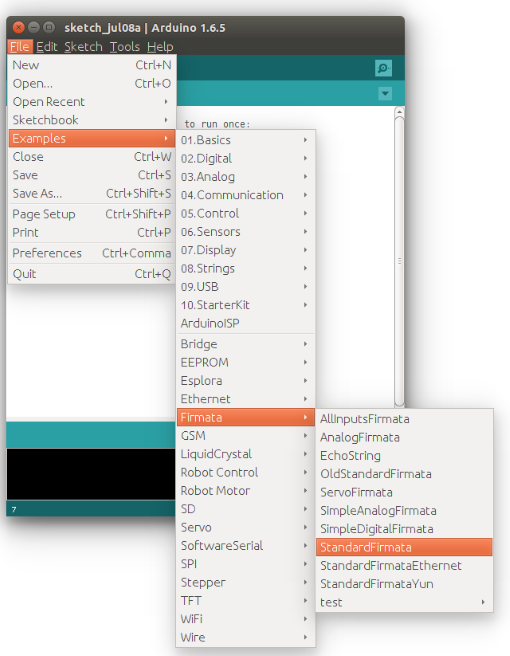 sketch_jul08a | Arduino 1.6.5
File Edit Sketch Tools Help
New Ctrl+N
Open... Ctrl+O
Open Recent
Sketchbook
Examples
Close Ctrl+W
Save Ctrl+S
Save As... Ctrl+Shift+S
Page Setup Ctrl+Shift+P
Print Ctrl+P
Preferences Ctrl+Comma
Quit Ctrl+Q
to run once:
01.Basics
02.Digital
03.Analog
04.Communication
05.Control
06.Sensors
07.Display
08.Strings
09.USB
10.StarterKit
ArduinoISP
Bridge
EEPROM
Esplora
Ethernet
Firmata
GSM
LiquidCrystal
Robot Control
Robot Motor
SD
Servo
SoftwareSerial
SPI
Stepper
TFT
WiFi
Wire
AllInputsFirmata
AnalogFirmata
EchoString
OldStandardFirmata
ServoFirmata
SimpleAnalogFirmata
SimpleDigitalFirmata
StandardFirmata
StandardFirmataEthernet
StandardFirmataYun
test
7